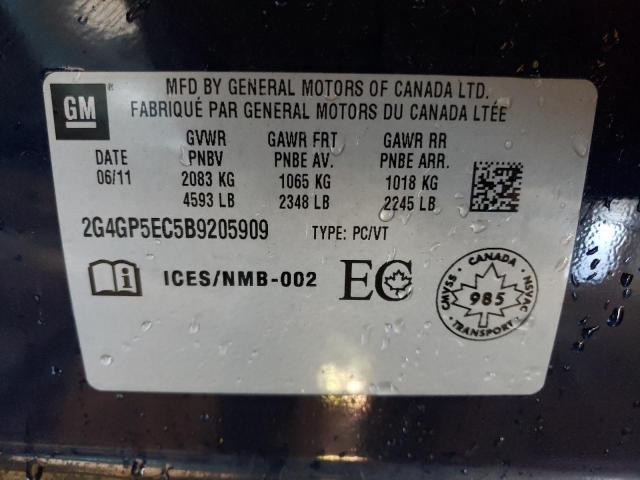 GM ®
MFD BY GENERAL MOTORS OF CANADA LTD.
FABRIQUÉ PAR GENERAL MOTORS DU CANADA LTÉE
GVWR GAWR FRT GAWR RR
DATE PNBV PNBE AV. PNBE ARR.
06/11 2083 KG 1065 KG 1018 KG
4593 LB 2348 LB 2245 LB
2G4GP5EC5B9205909 TYPE: PC/VT
i ICES/NMB-002 EC
CMVSS · CANADA · NSVAC
985
TRANSPORT